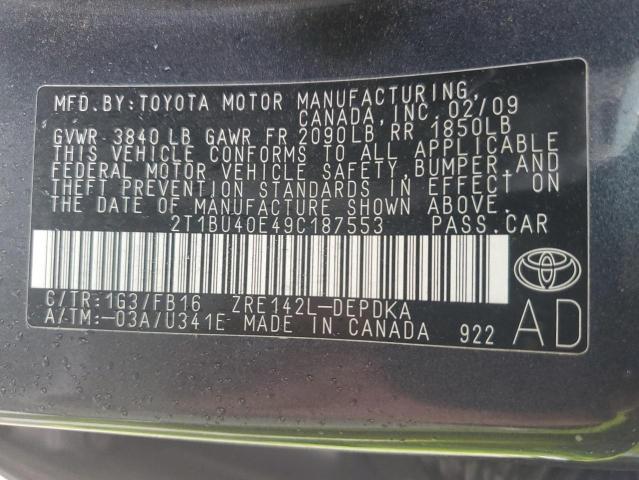 MFD.BY:TOYOTA MOTOR MANUFACTURING,
CANADA, INC. 02/09
GVWR 3840 LB GAWR FR 2090LB RR 1850LB
THIS VEHICLE CONFORMS TO ALL APPLICABLE
FEDERAL MOTOR VEHICLE SAFETY, BUMPER, AND
THEFT PREVENTION STANDARDS IN EFFECT ON
THE DATE OF MANUFACTURE SHOWN ABOVE.
2T1BU40E49C187553 PASS.CAR
C/TR:1G3/FB16 ZRE142L-DEPDKA
A/TM:-03A/U341E MADE IN CANADA 922 AD